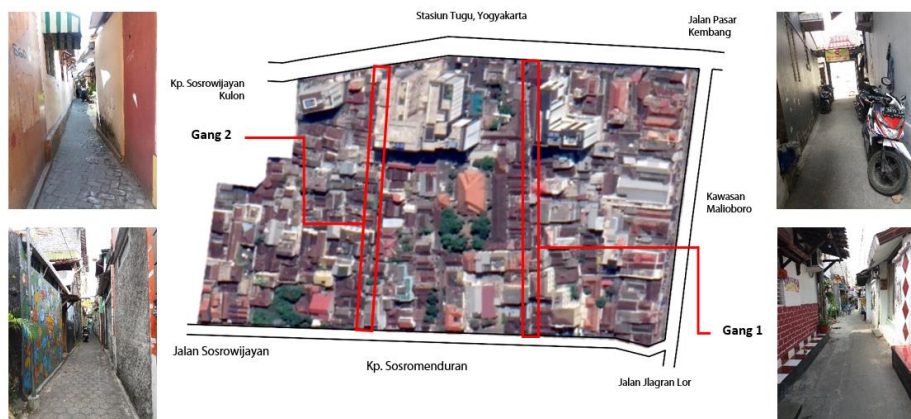 Stasiun Tugu, Yogyakarta
Jalan Pasar
Kembang
Kp. Sosrowijayan
Kulon
Gang 2
Kawasan
Malioboro
Gang 1
Jalan Sosrowijayan
Kp. Sosromenduran
Jalan Jlagran Lor